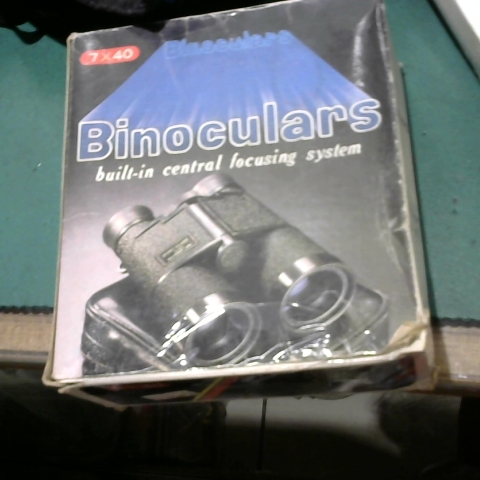 7×40
Binoculars
Binoculars
built-in central focusing system